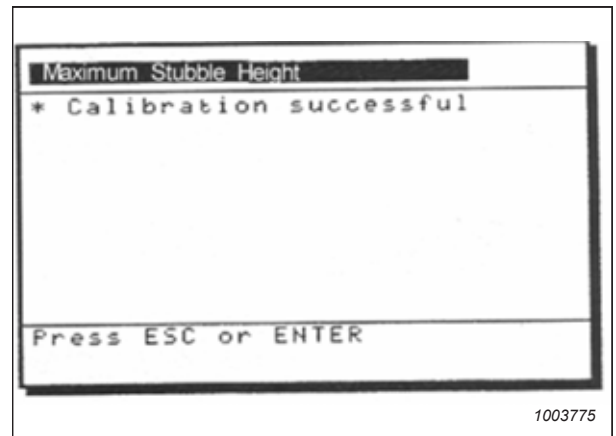 Maximum Stubble Height
* Calibration successful
Press ESC or ENTER
1003775